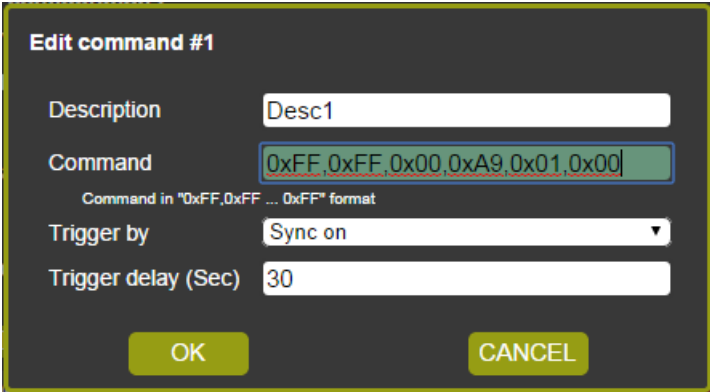 Edit command #1
Description Desc1
Command 0xFF,0xFF,0x00,0xA9,0x01,0x00
Command in "0xFF,0xFF ... 0xFF" format
Trigger by Sync on
Trigger delay (Sec) 30
OK CANCEL